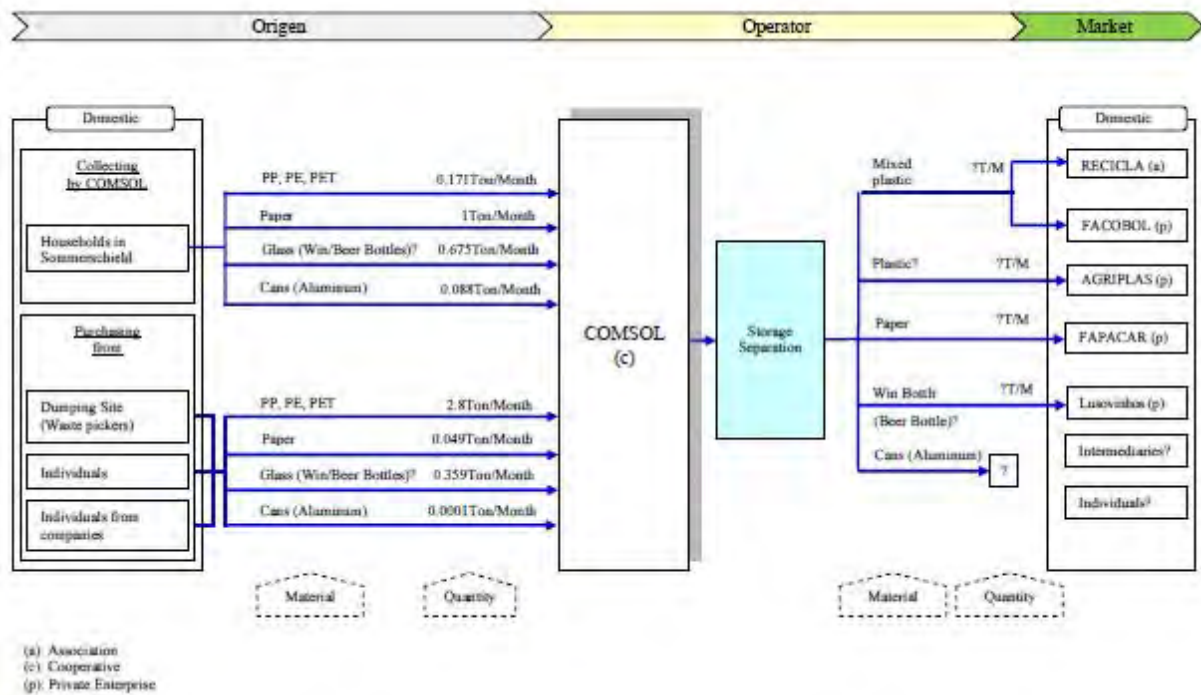 Origen
Operator
Market
Domestic
Collecting
by COMSOL
Households in
Sommerschield
Purchasing
from
Dumping Site
(Waste pickers)
Individuals
Individuals from
companies
PP, PE, PET 0.171Ton/Month
Paper 1Ton/Month
Glass (Win/Beer Bottles)? 0.675Ton/Month
Cans (Aluminum) 0.088Ton/Month
PP, PE, PET 2.8Ton/Month
Paper 0.049Ton/Month
Glass (Win/Beer Bottles)? 0.359Ton/Month
Cans (Aluminum) 0.0001Ton/Month
Material
Quantity
COMSOL
(c)
Storage
Separation
Mixed
plastic
?T/M
Plastic? ?T/M
Paper ?T/M
Win Bottle ?T/M
(Beer Bottle)?
Cans (Aluminum)
?
Material
Quantity
Domestic
RECICLA (a)
FACOBOL (p)
AGRIPLAS (p)
FAPACAR (p)
Lusovinhos (p)
Intermediaries?
Individuals?
(a) Association
(c) Cooperative
(p) Private Enterprise